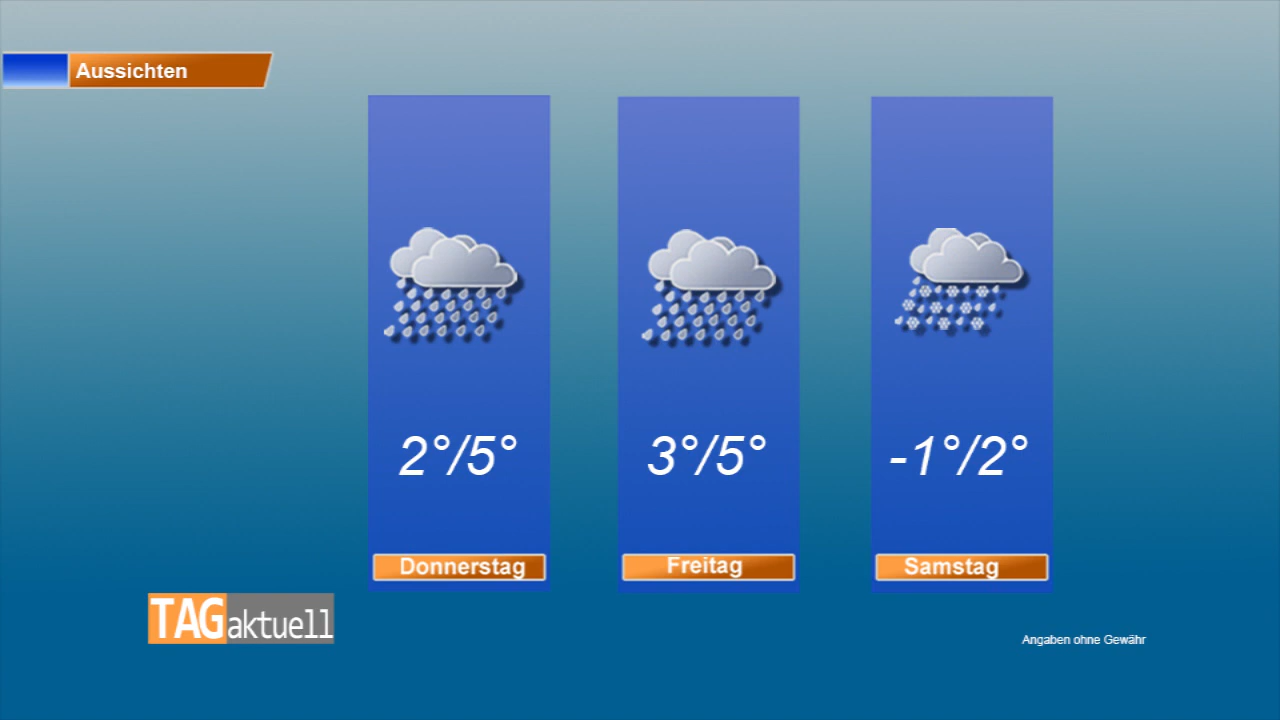 Aussichten
2°/5°
3°/5°
-1°/2°
Donnerstag
Freitag
Samstag
TAGaktuell
Angaben ohne Gewähr